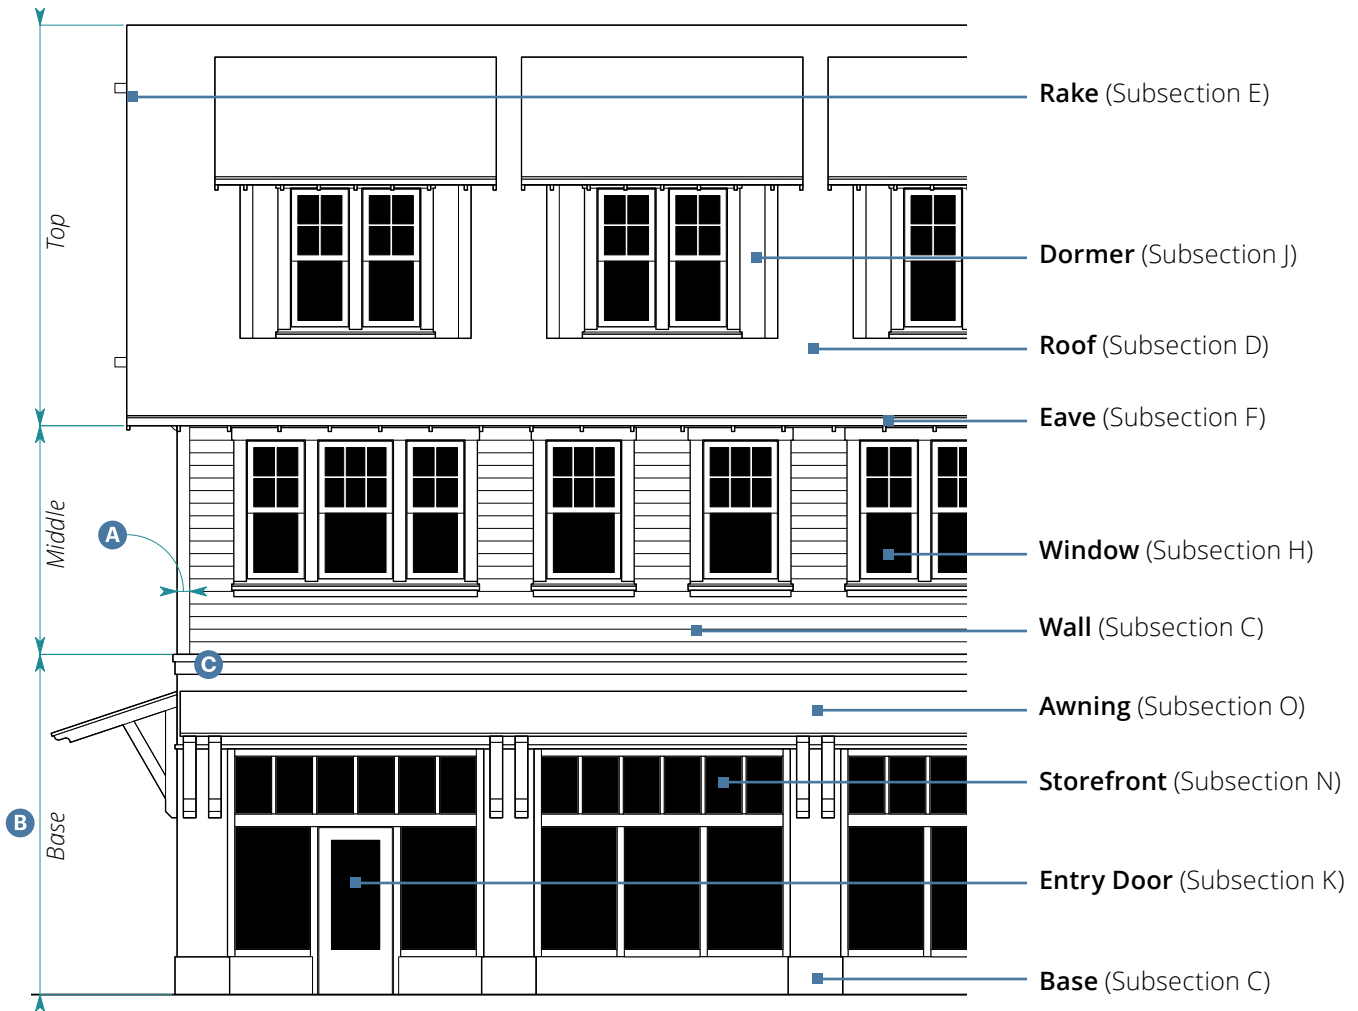 Rake (Subsection E)
Top
Dormer (Subsection J)
Roof (Subsection D)
Eave (Subsection F)
A
Middle
Window (Subsection H)
Wall (Subsection C)
C
Awning (Subsection O)
Storefront (Subsection N)
B
Base
Entry Door (Subsection K)
Base (Subsection C)